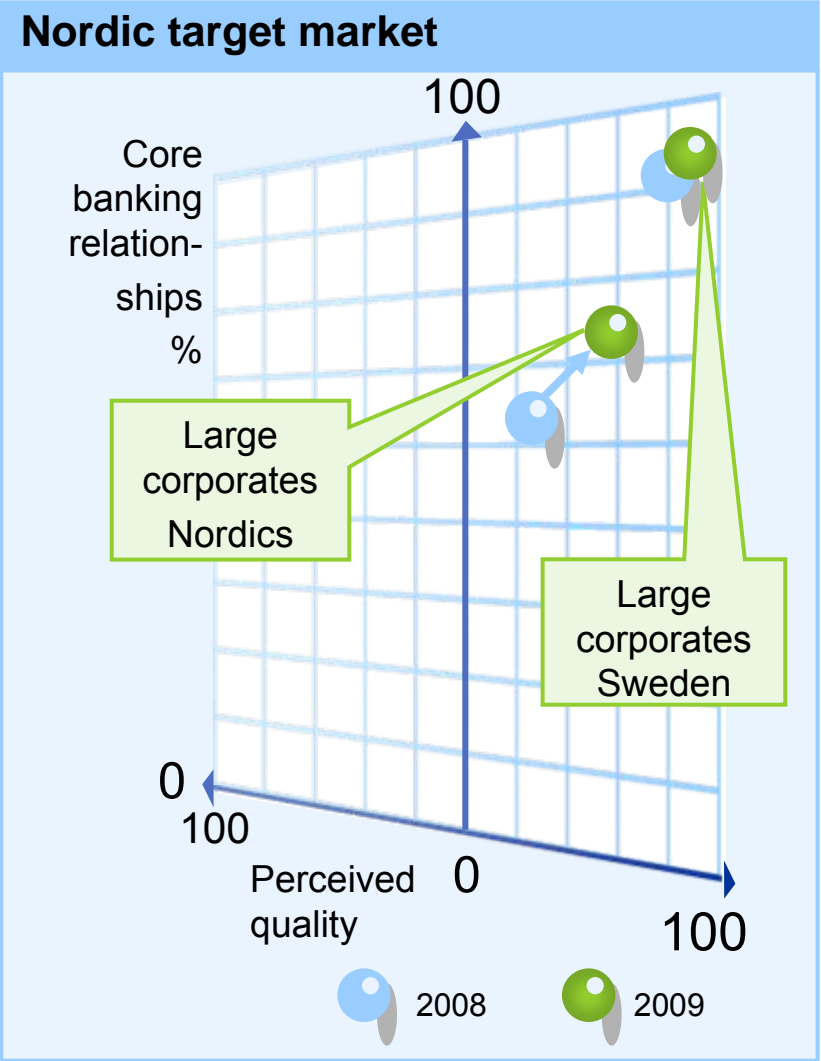 Nordic target market
100
Core
banking
relation-
ships
%
Large
corporates
Nordics
Large
corporates
Sweden
0
100
Perceived
quality
0
100
2008
2009